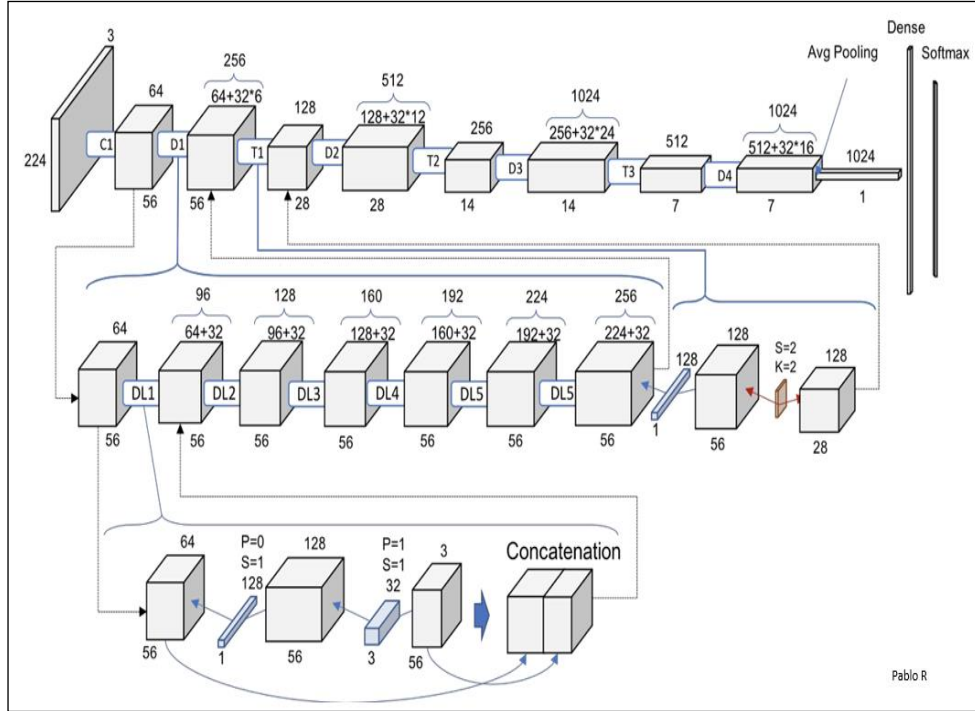 Dense
Softmax
Avg Pooling
3
64
256
64+32*6
128
512
128+32*12
256
1024
256+32*24
512
1024
512+32*16
1024
224
C1
D1
T1
D2
T2
D3
T3
D4
56
56
28
28
14
14
7
7
1
64
96
64+32
128
96+32
160
128+32
192
160+32
224
192+32
256
224+32
128
128
S=2
K=2
128
DL1
DL2
DL3
DL4
DL5
DL5
56
56
56
56
56
56
56
1
56
28
64
P=0
S=1
128
128
P=1
S=1
32
3
Concatenation
56
1
56
3
56
Pablo R